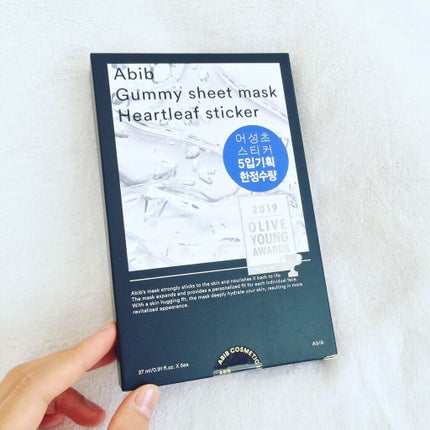 Abib
Gummy sheet mask
Heartleaf sticker
어성초
스티커
5입기획
한정수량
2019
OLIVE
YOUNG
AWARDS
Abib's mask strongly sticks to the skin and nourishes it back to life.
The mask expands and provides a personalized fit for each individual face.
With a skin hugging fit, the mask deeply hydrate your skin, resulting in more
revitalized appearance.
27 ml/0.91 fl.oz. X 5ea
ABIB COSMETIC
Abib